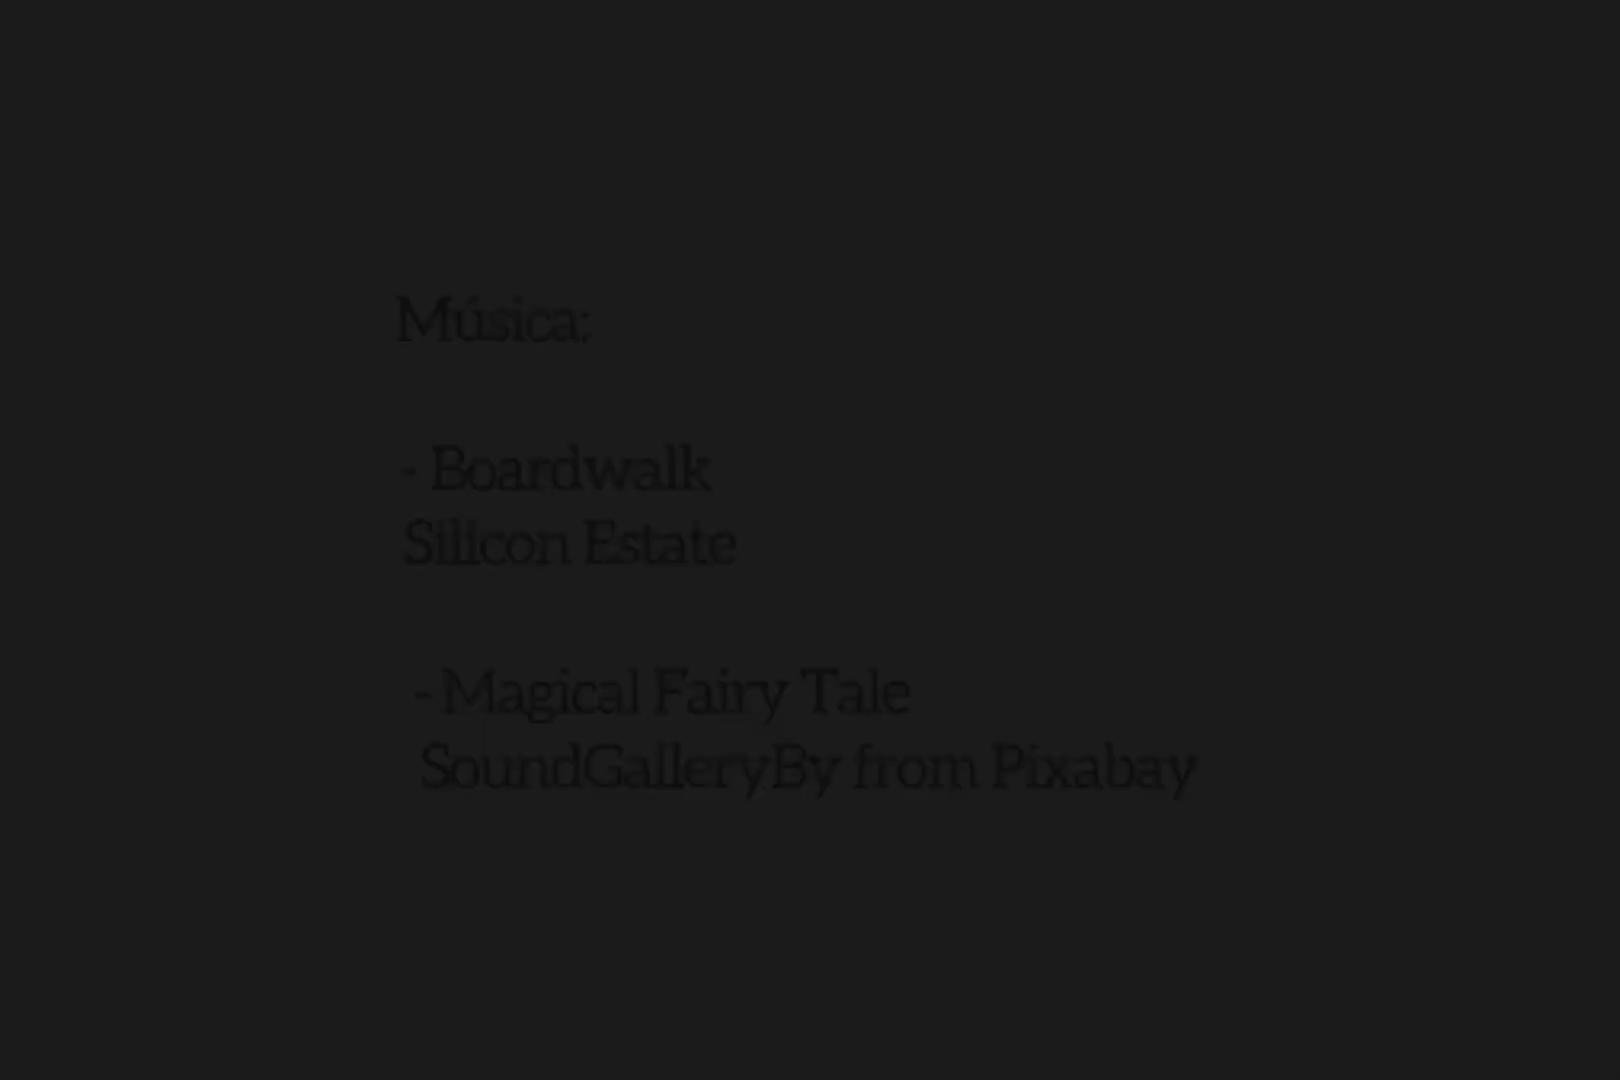 Música:
- Boardwalk
Silicon Estate
- Magical Fairy Tale
SoundGalleryBy from Pixabay